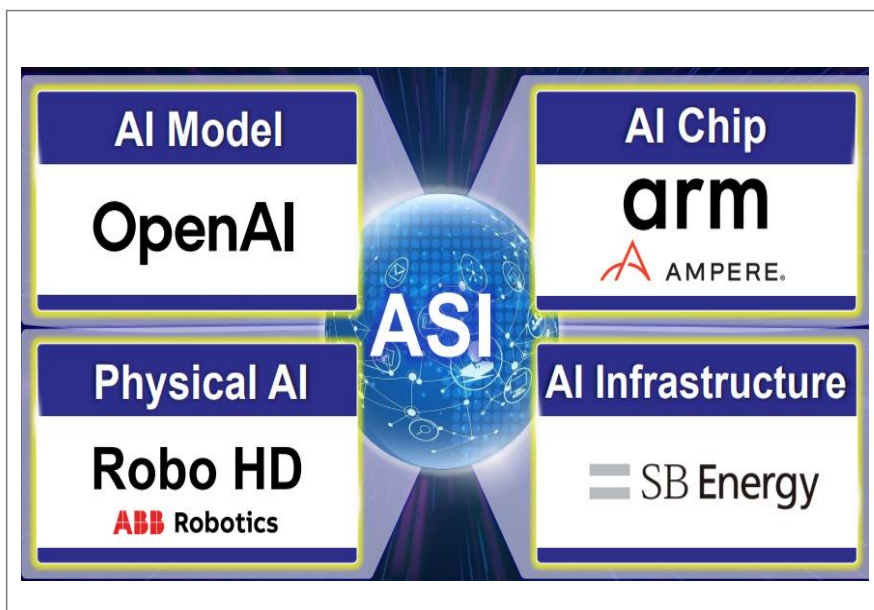 AI Model
OpenAI
AI Chip
arm
AMPERE®
ASI
Physical AI
Robo HD
ABB Robotics
AI Infrastructure
SB Energy